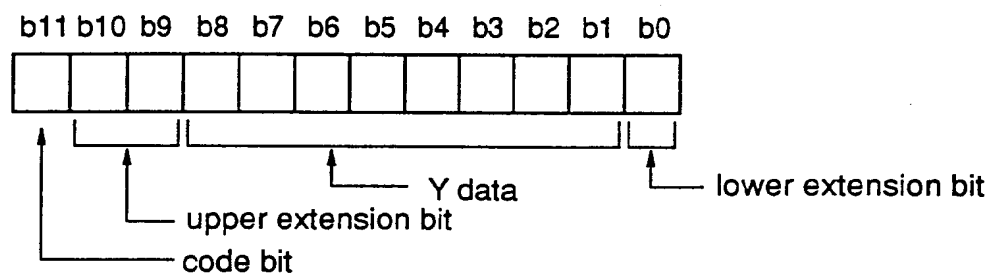 b11 b10 b9 b8 b7 b6 b5 b4 b3 b2 b1 b0
Y data
lower extension bit
upper extension bit
code bit